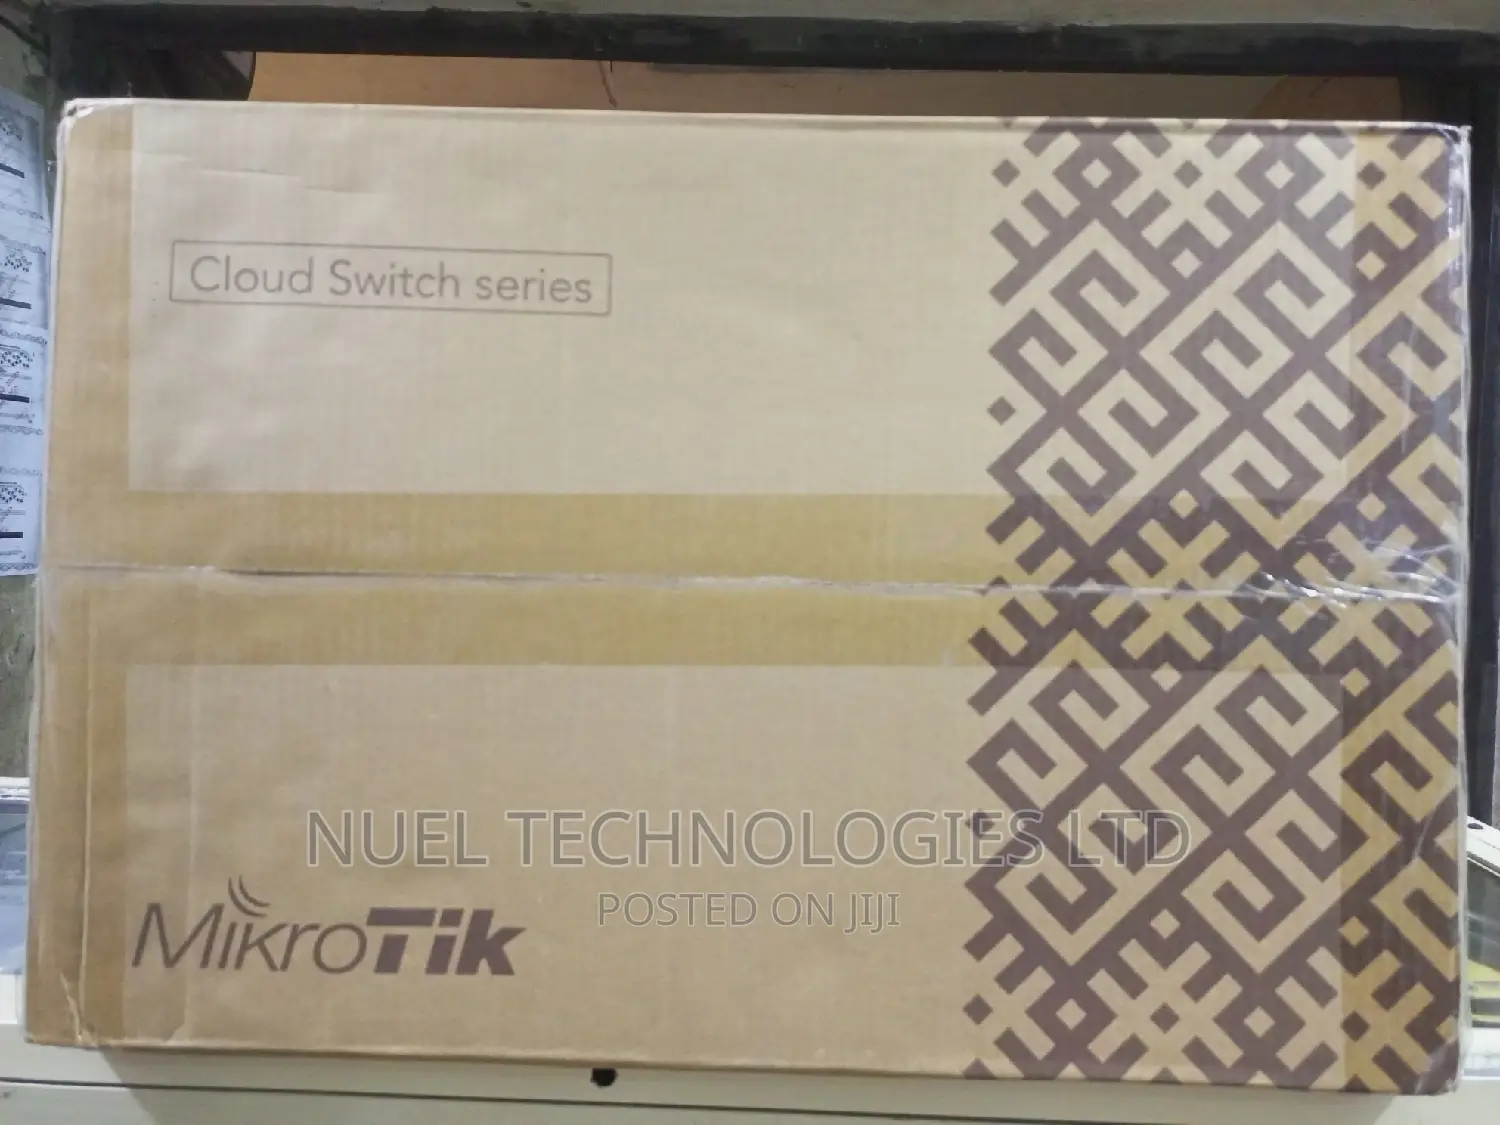 Cloud Switch series
NUEL TECHNOLOGIES LTD
POSTED ON JIJI
MikroTik